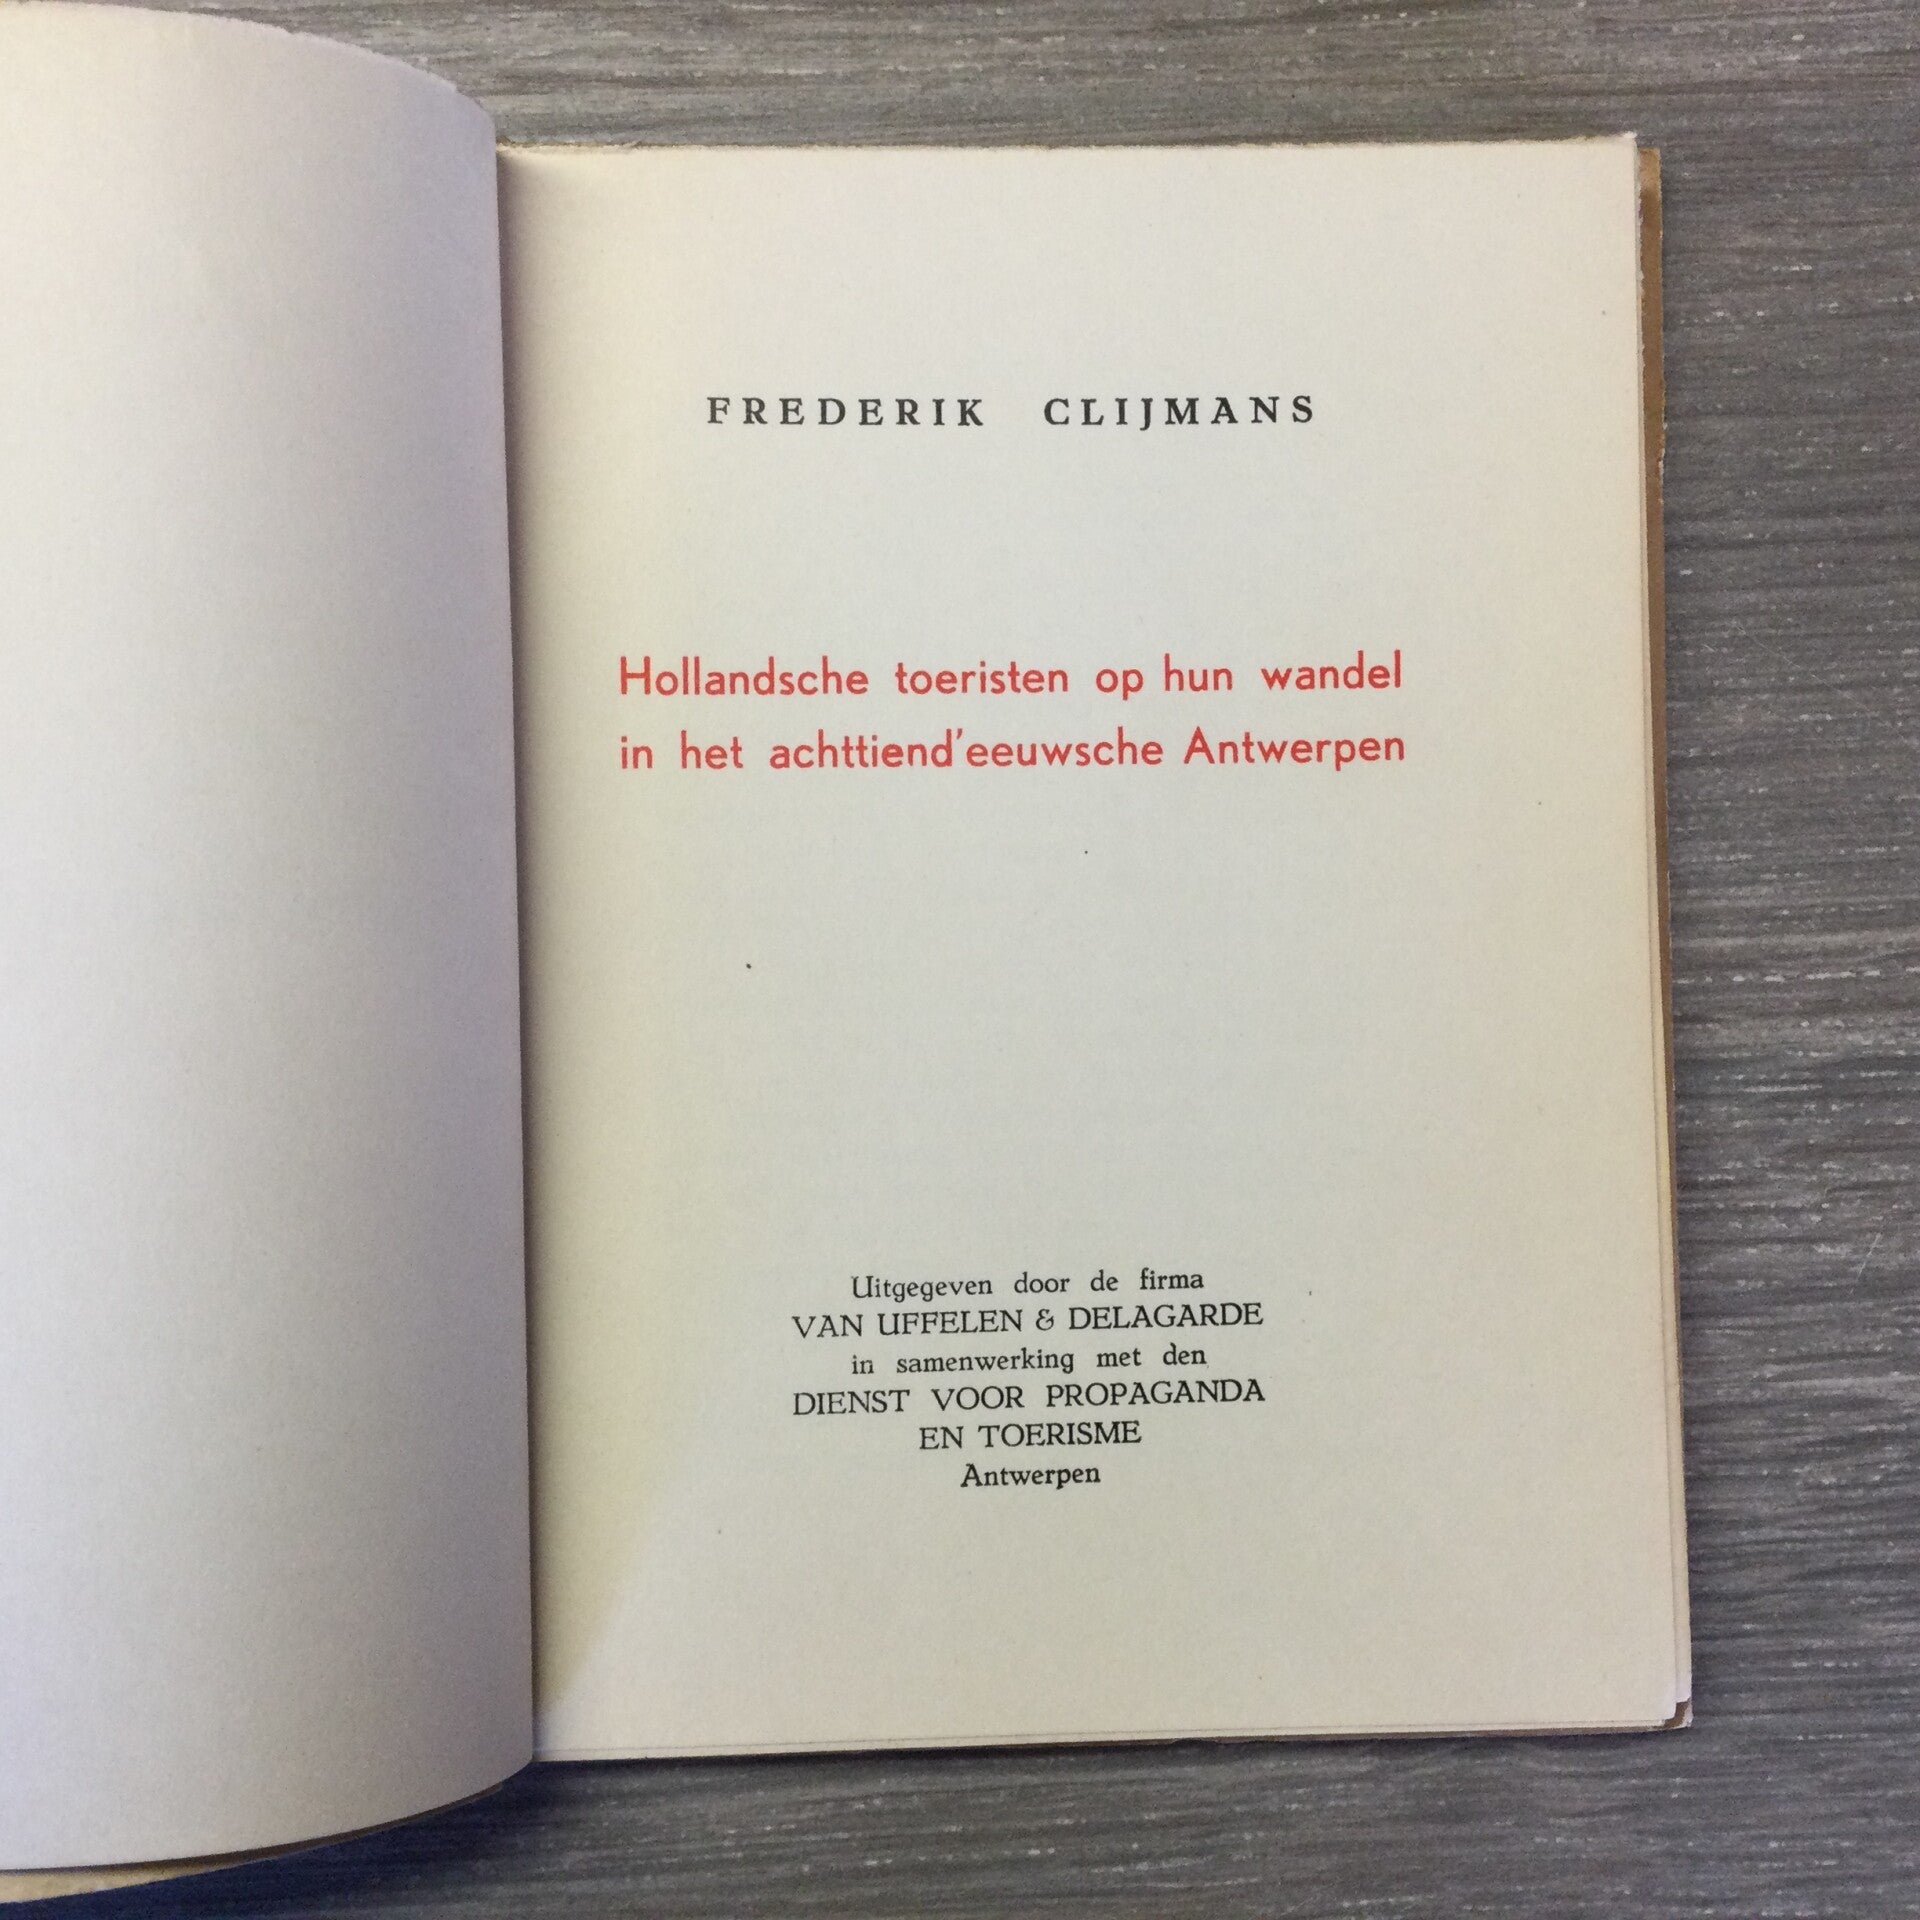 FREDERIK CLIJMANS
Hollandsche toeristen op hun wandel
in het achttiend'eeuwsche Antwerpen
Uitgegeven door de firma
VAN UFFELEN & DELAGARDE
in samenwerking met den
DIENST VOOR PROPAGANDA
EN TOERISME
Antwerpen